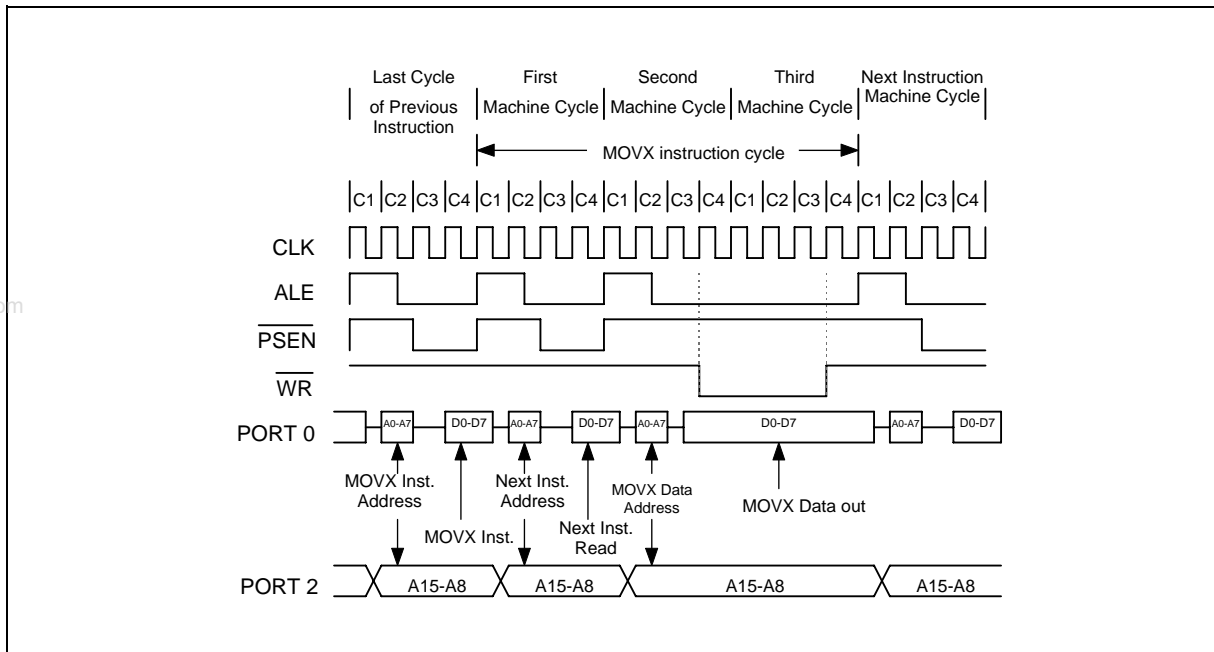 Last Cycle of Previous Instruction
First Machine Cycle
Second Machine Cycle
Third Machine Cycle
Next Instruction Machine Cycle
MOVX instruction cycle
C1 C2 C3 C4 C1 C2 C3 C4 C1 C2 C3 C4 C1 C2 C3 C4 C1 C2 C3 C4
CLK
ALE
om
PSEN
WR
PORT 0 A0-A7 D0-D7 A0-A7 D0-D7 A0-A7 D0-D7 A0-A7 D0-D7
MOVX Inst. Address
MOVX Inst.
Next Inst. Address
Next Inst. Read
MOVX Data Address
MOVX Data out
PORT 2 A15-A8 A15-A8 A15-A8 A15-A8